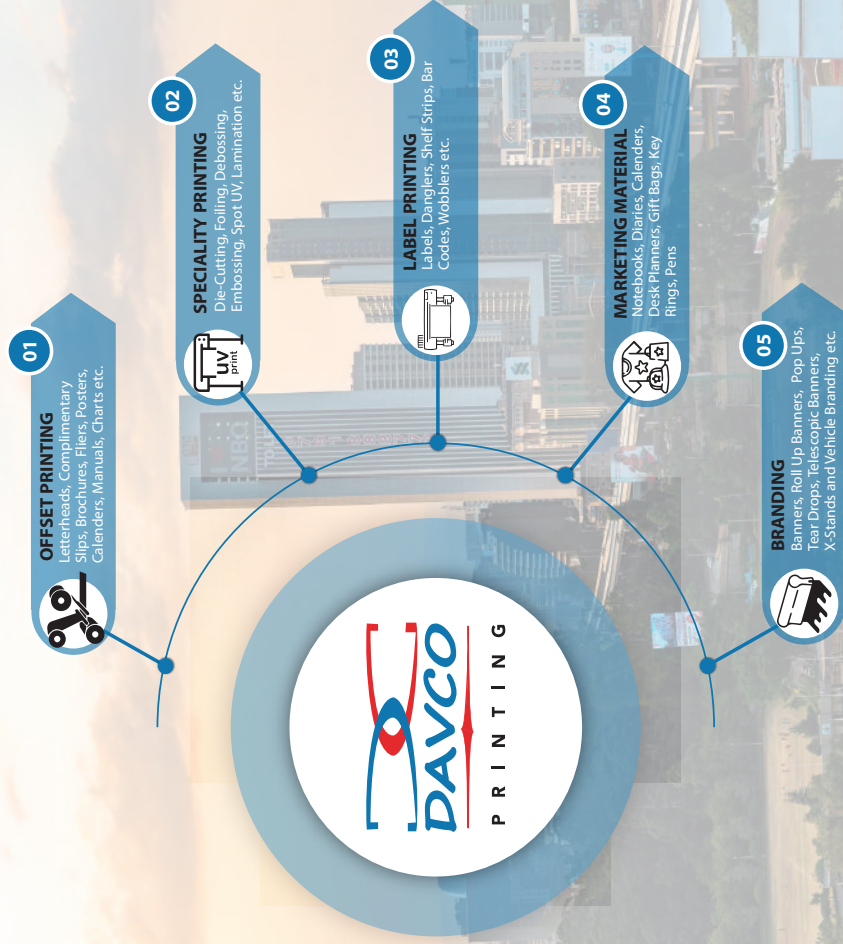 DAVCO
PRINTING
01
OFFSET PRINTING
Letterheads, Complimentary
Slips, Brochures, Fliers, Posters,
Calenders, Manuals, Charts etc.
02
SPECIALITY PRINTING
Die-Cutting, Foiling, Debossing,
Embossing, Spot UV, Lamination etc.
UV
print
03
LABEL PRINTING
Labels, Danglers, Shelf Strips, Bar
Codes, Wobblers etc.
04
MARKETING MATERIAL
Notebooks, Diaries, Calenders,
Desk Planners, Gift Bags, Key
Rings, Pens
05
BRANDING
Banners, Roll Up Banners, Pop Ups,
Tear Drops, Telescopic Banners,
X-Stands and Vehicle Branding etc.
NBC